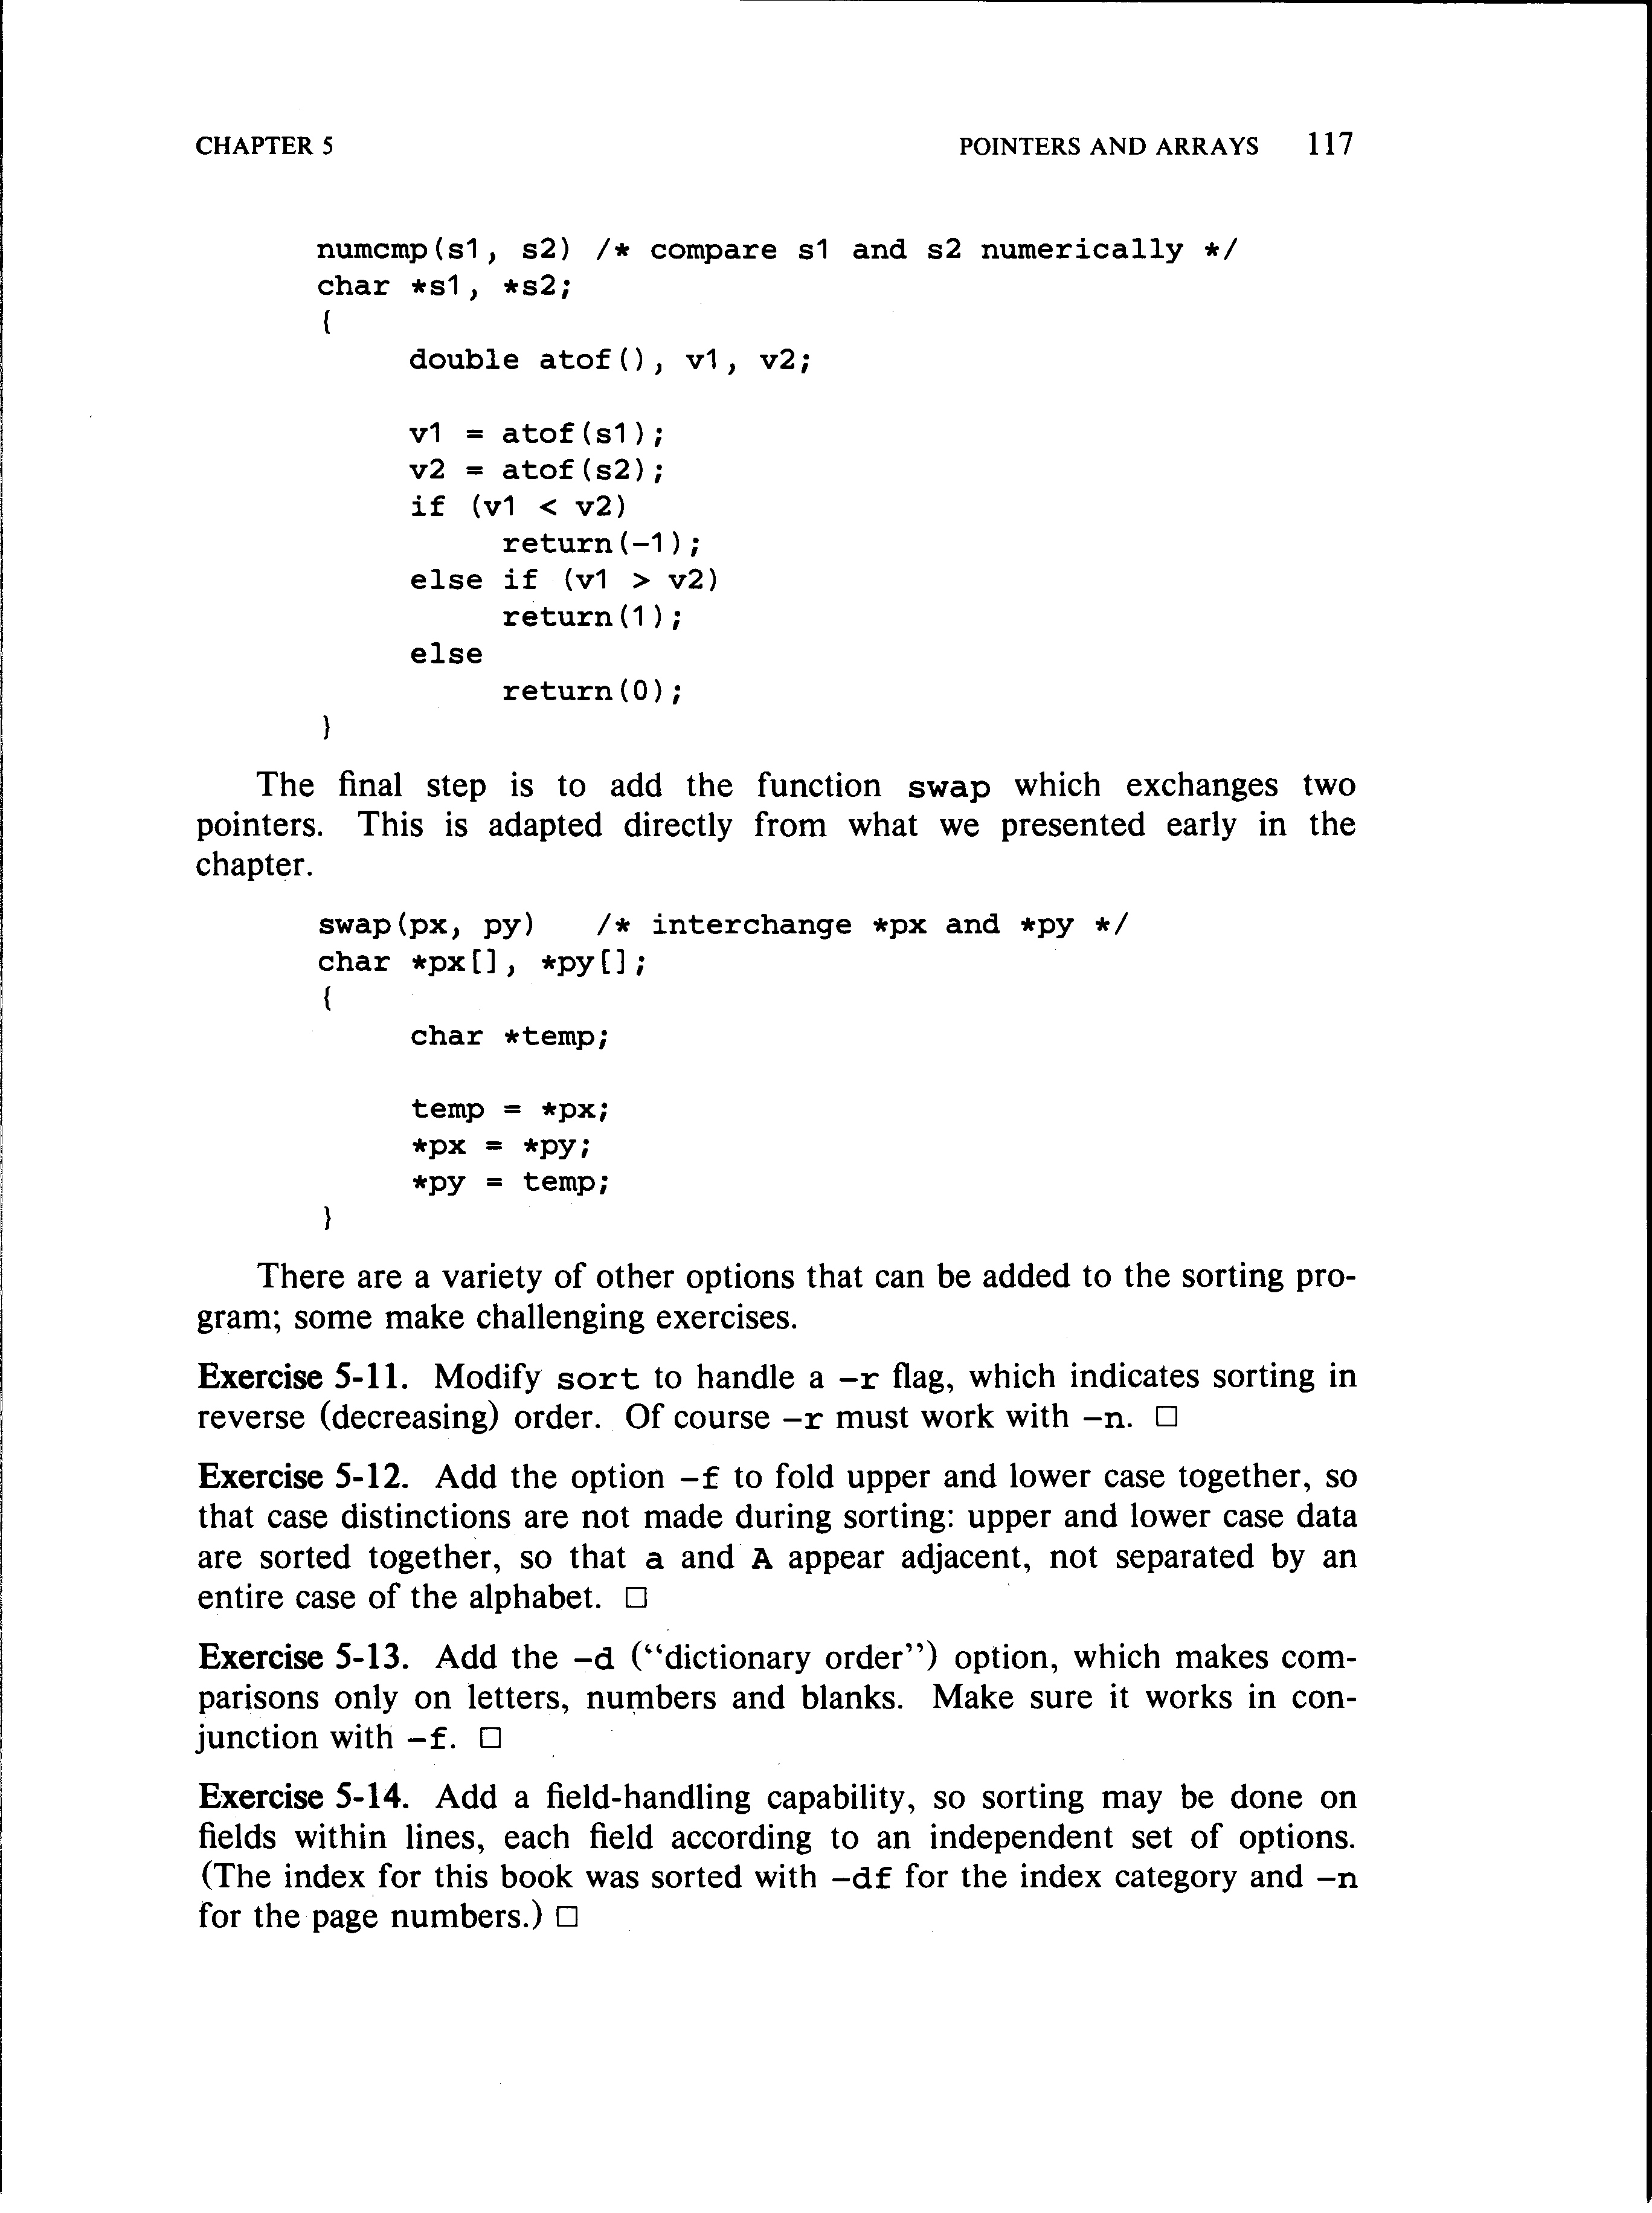 CHAPTER 5 POINTERS AND ARRAYS 117
numcmp(s1, s2) /* compare s1 and s2 numerically */
char *s1, *s2;
{
double atof(), v1, v2;
v1 = atof(s1);
v2 = atof(s2);
if (v1 < v2)
return(-1);
else if (v1 > v2)
return(1);
else
return(0);
}
The final step is to add the function swap which exchanges two
pointers. This is adapted directly from what we presented early in the
chapter.
swap(px, py) /* interchange *px and *py */
char *px[], *py[];
{
char *temp;
temp = *px;
*px = *py;
*py = temp;
}
There are a variety of other options that can be added to the sorting pro-
gram; some make challenging exercises.
Exercise 5-11. Modify sort to handle a −r flag, which indicates sorting in
reverse (decreasing) order. Of course −r must work with −n. □
Exercise 5-12. Add the option −f to fold upper and lower case together, so
that case distinctions are not made during sorting: upper and lower case data
are sorted together, so that a and A appear adjacent, not separated by an
entire case of the alphabet. □
Exercise 5-13. Add the −d (“dictionary order”) option, which makes com-
parisons only on letters, numbers and blanks. Make sure it works in con-
junction with −f. □
Exercise 5-14. Add a field-handling capability, so sorting may be done on
fields within lines, each field according to an independent set of options.
(The index for this book was sorted with −df for the index category and −n
for the page numbers.) □